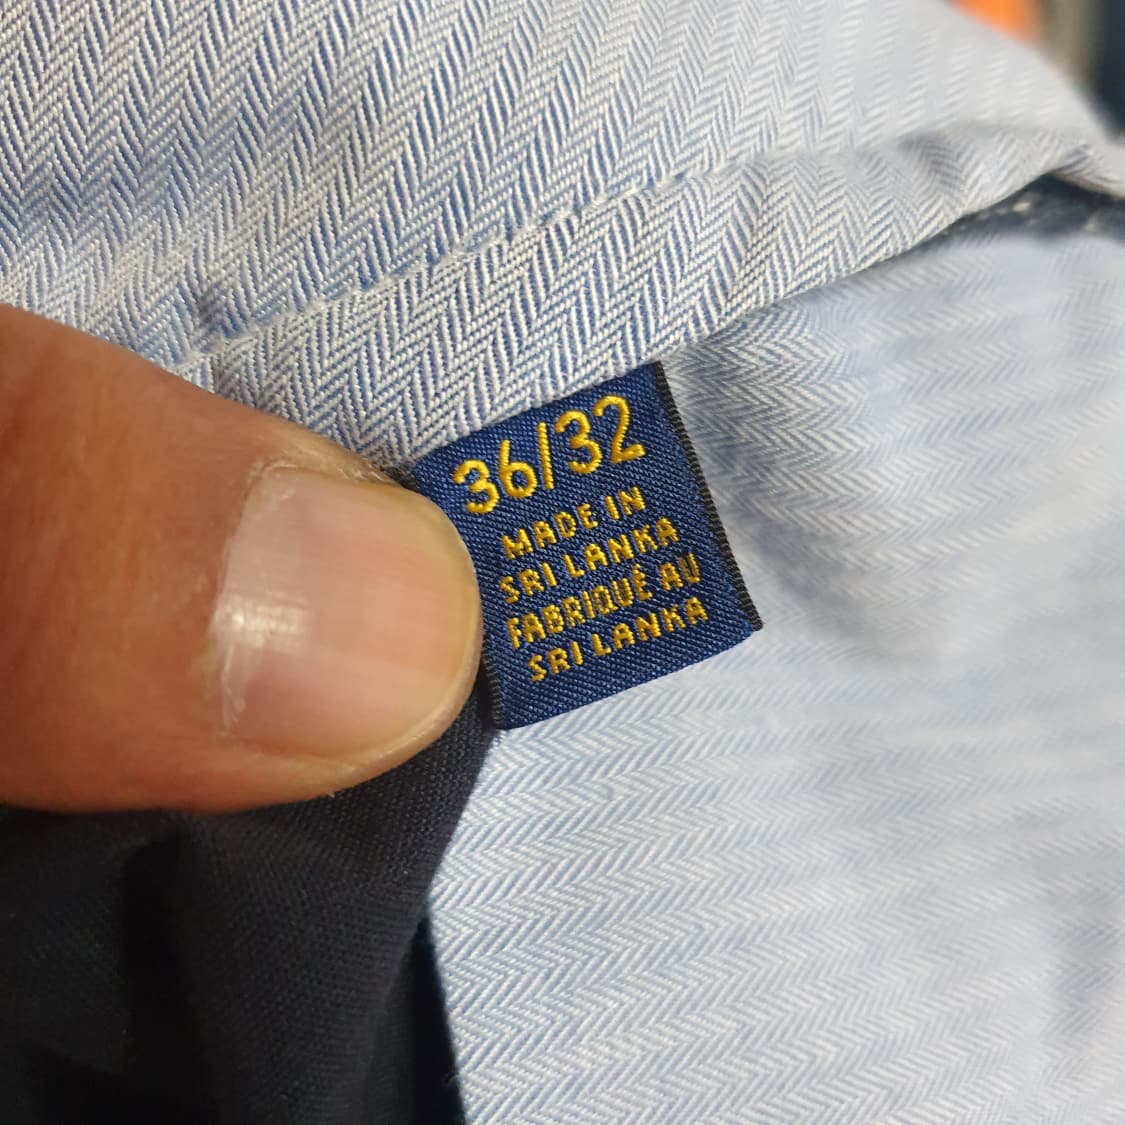 36/32
MADE IN
SRI LANKA
FABRIQUÉ AU
SRI LANKA